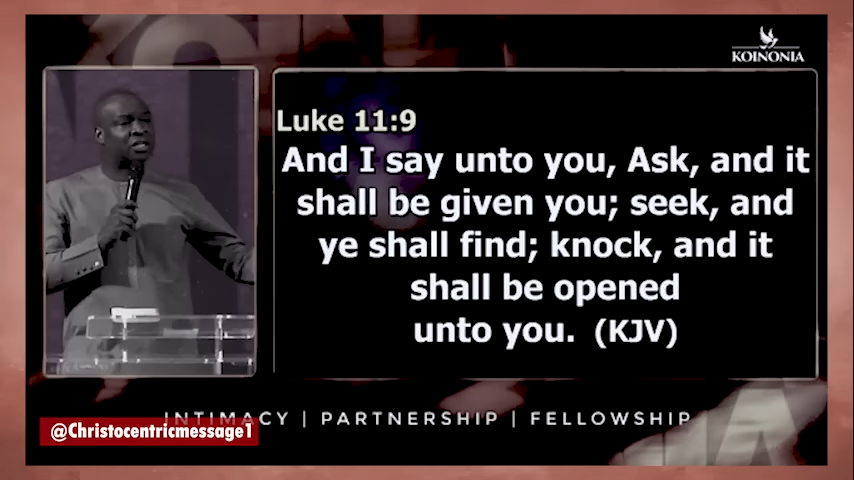 KOINONIA
Luke 11:9
And I say unto you, Ask, and it
shall be given you; seek, and
ye shall find; knock, and it
shall be opened
unto you. (KJV)
INTIMACY | PARTNERSHIP | FELLOWSHIP
@Christocentricmessage1